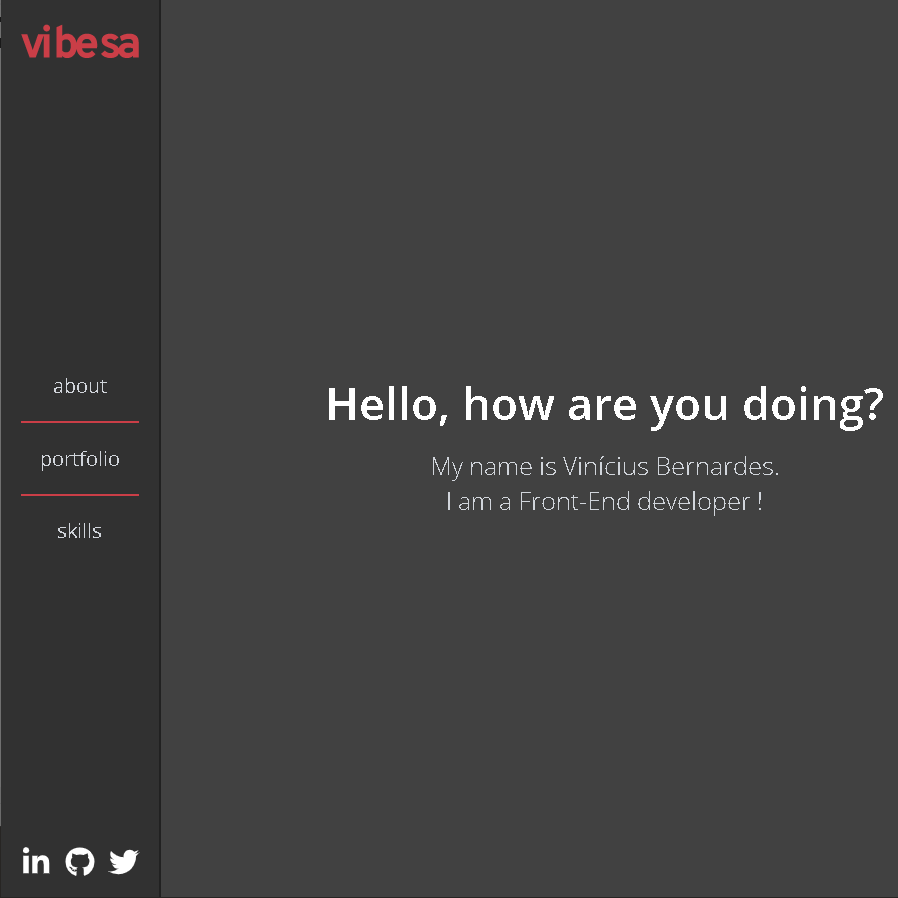 vibesa
about
portfolio
skills
Hello, how are you doing?
My name is Vinícius Bernardes.
I am a Front-End developer !
in